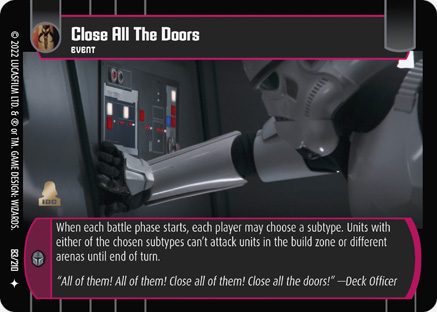 Close All The Doors
EVENT
© 2022 LUCASFILM LTD. & ® or TM. GAME DESIGN: WIZARDS.
83/210
IDC
When each battle phase starts, each player may choose a subtype. Units with
either of the chosen subtypes can't attack units in the build zone or different
arenas until end of turn.
"All of them! All of them! Close all of them! Close all the doors!" —Deck Officer